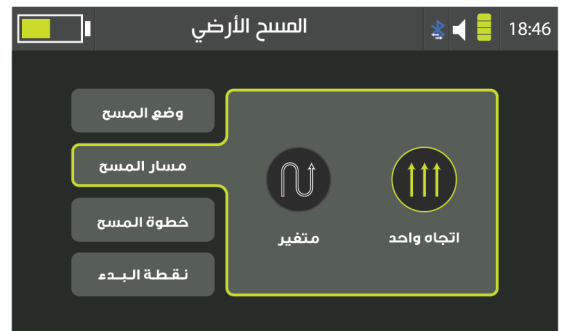 المسح الأرضي
18:46
وضع المسح
مسار المسح
خطوة المسح
نقطة البدء
اتجاه واحد
متغير